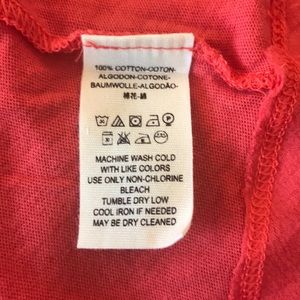 100% COTTON-COTON-
ALGODON-COTONE-
BAUMWOLLE-ALGODÃO-
棉花-綿
MACHINE WASH COLD
WITH LIKE COLORS
USE ONLY NON-CHLORINE
BLEACH
TUMBLE DRY LOW
COOL IRON IF NEEDED
MAY BE DRY CLEANED